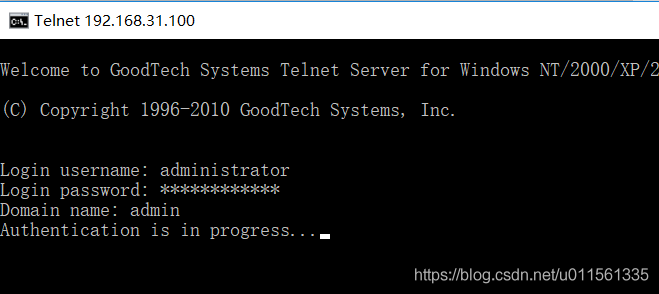 Telnet 192.168.31.100
Welcome to GoodTech Systems Telnet Server for Windows NT/2000/XP/2
(C) Copyright 1996-2010 GoodTech Systems, Inc.
Login username: administrator
Login password: ************
Domain name: admin
Authentication is in progress...
https://blog.csdn.net/u011561335